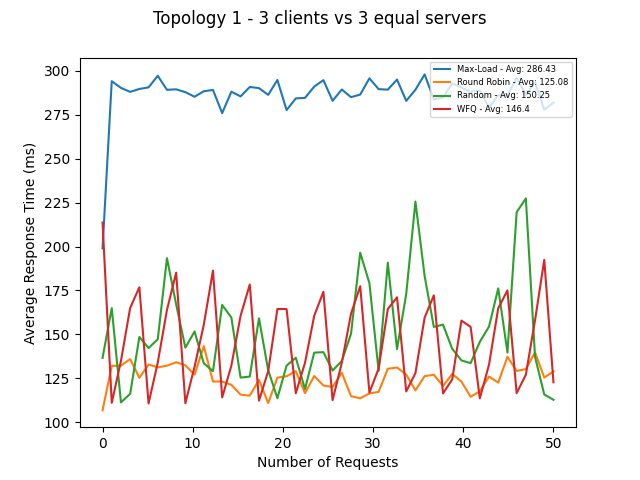 Topology 1 - 3 clients vs 3 equal servers
Max-Load - Avg: 286.43
Round Robin - Avg: 125.08
Random - Avg: 150.25
WFQ - Avg: 146.4
300
275
250
225
200
175
150
125
100
Average Response Time (ms)
0 10 20 30 40 50
Number of Requests